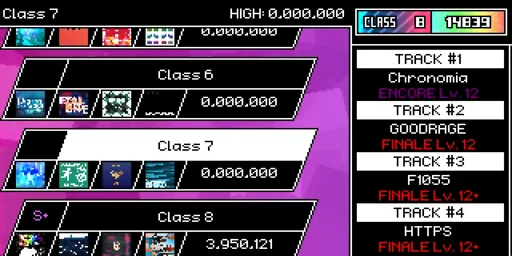 Class 7
HIGH: 0.000.000
CLASS 8 14839
0.000.000
Class 6
0.000.000
Class 7
0.000.000
S+
Class 8
3.950.121
TRACK #1
Chronomia
ENCORE Lv. 12
TRACK #2
GOODRAGE
FINALE Lv. 12
TRACK #3
F1055
FINALE Lv. 12+
TRACK #4
HTTPS
FINALE Lv. 12+